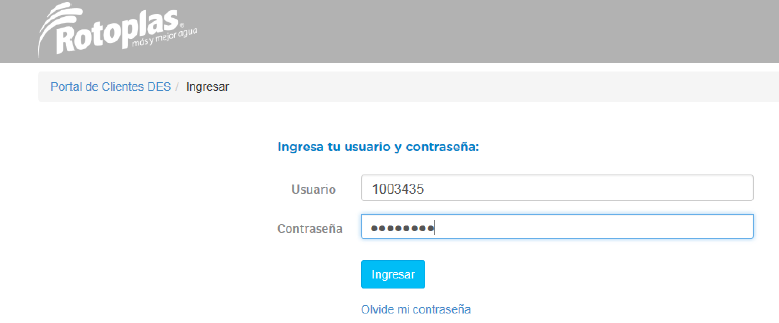 Rotoplas®
más y mejor agua
Portal de Clientes DES / Ingresar
Ingresa tu usuario y contraseña:
Usuario 1003435
Contraseña ••••••••
Ingresar
Olvide mi contraseña